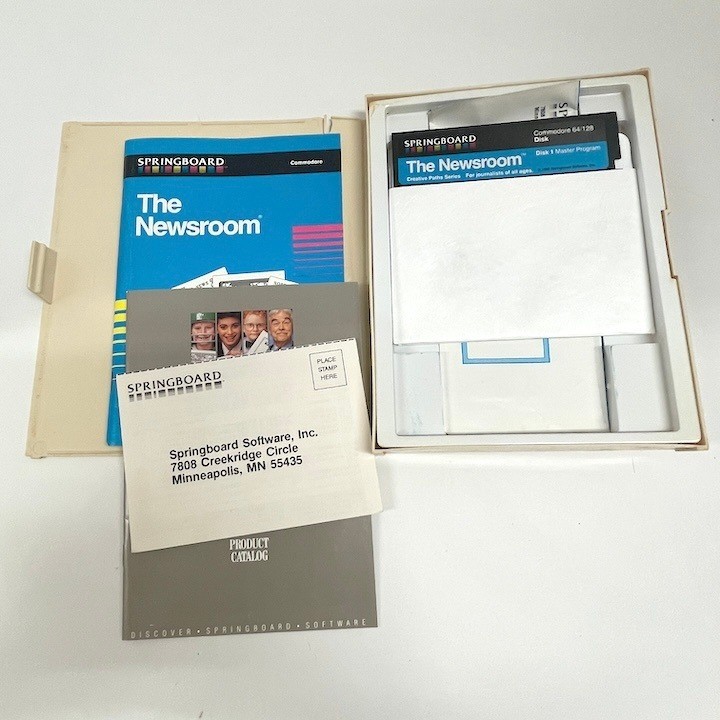 SPRINGBOARD
Commodore
The
Newsroom®
SPRINGBOARD
PLACE
STAMP
HERE
Springboard Software, Inc.
7808 Creekridge Circle
Minneapolis, MN 55435
PRODUCT
CATALOG
DISCOVER • SPRINGBOARD • SOFTWARE
SPRINGBOARD
Commodore 64/128
Disk
The Newsroom™
Disk 1 Master Program
Creative Paths Series For journalists of all ages.